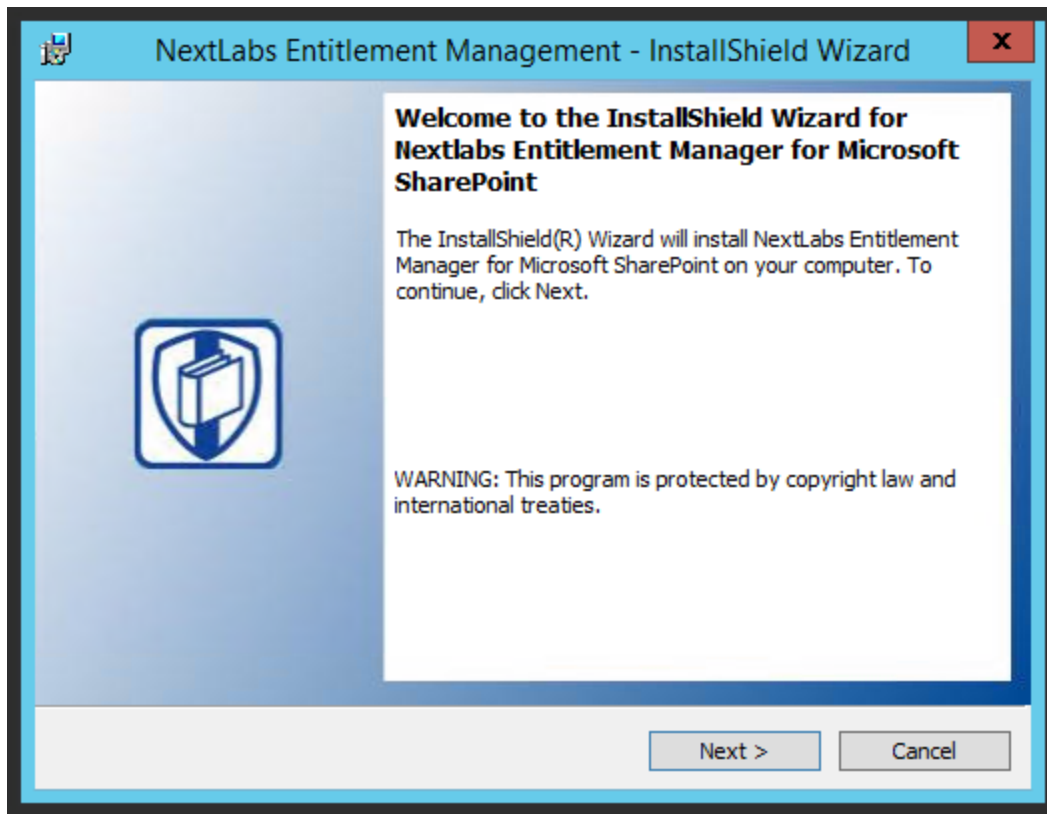 NextLabs Entitlement Management - InstallShield Wizard
x
Welcome to the InstallShield Wizard for
Nextlabs Entitlement Manager for Microsoft
SharePoint
The InstallShield(R) Wizard will install NextLabs Entitlement
Manager for Microsoft SharePoint on your computer. To
continue, click Next.
WARNING: This program is protected by copyright law and
international treaties.
Next > Cancel